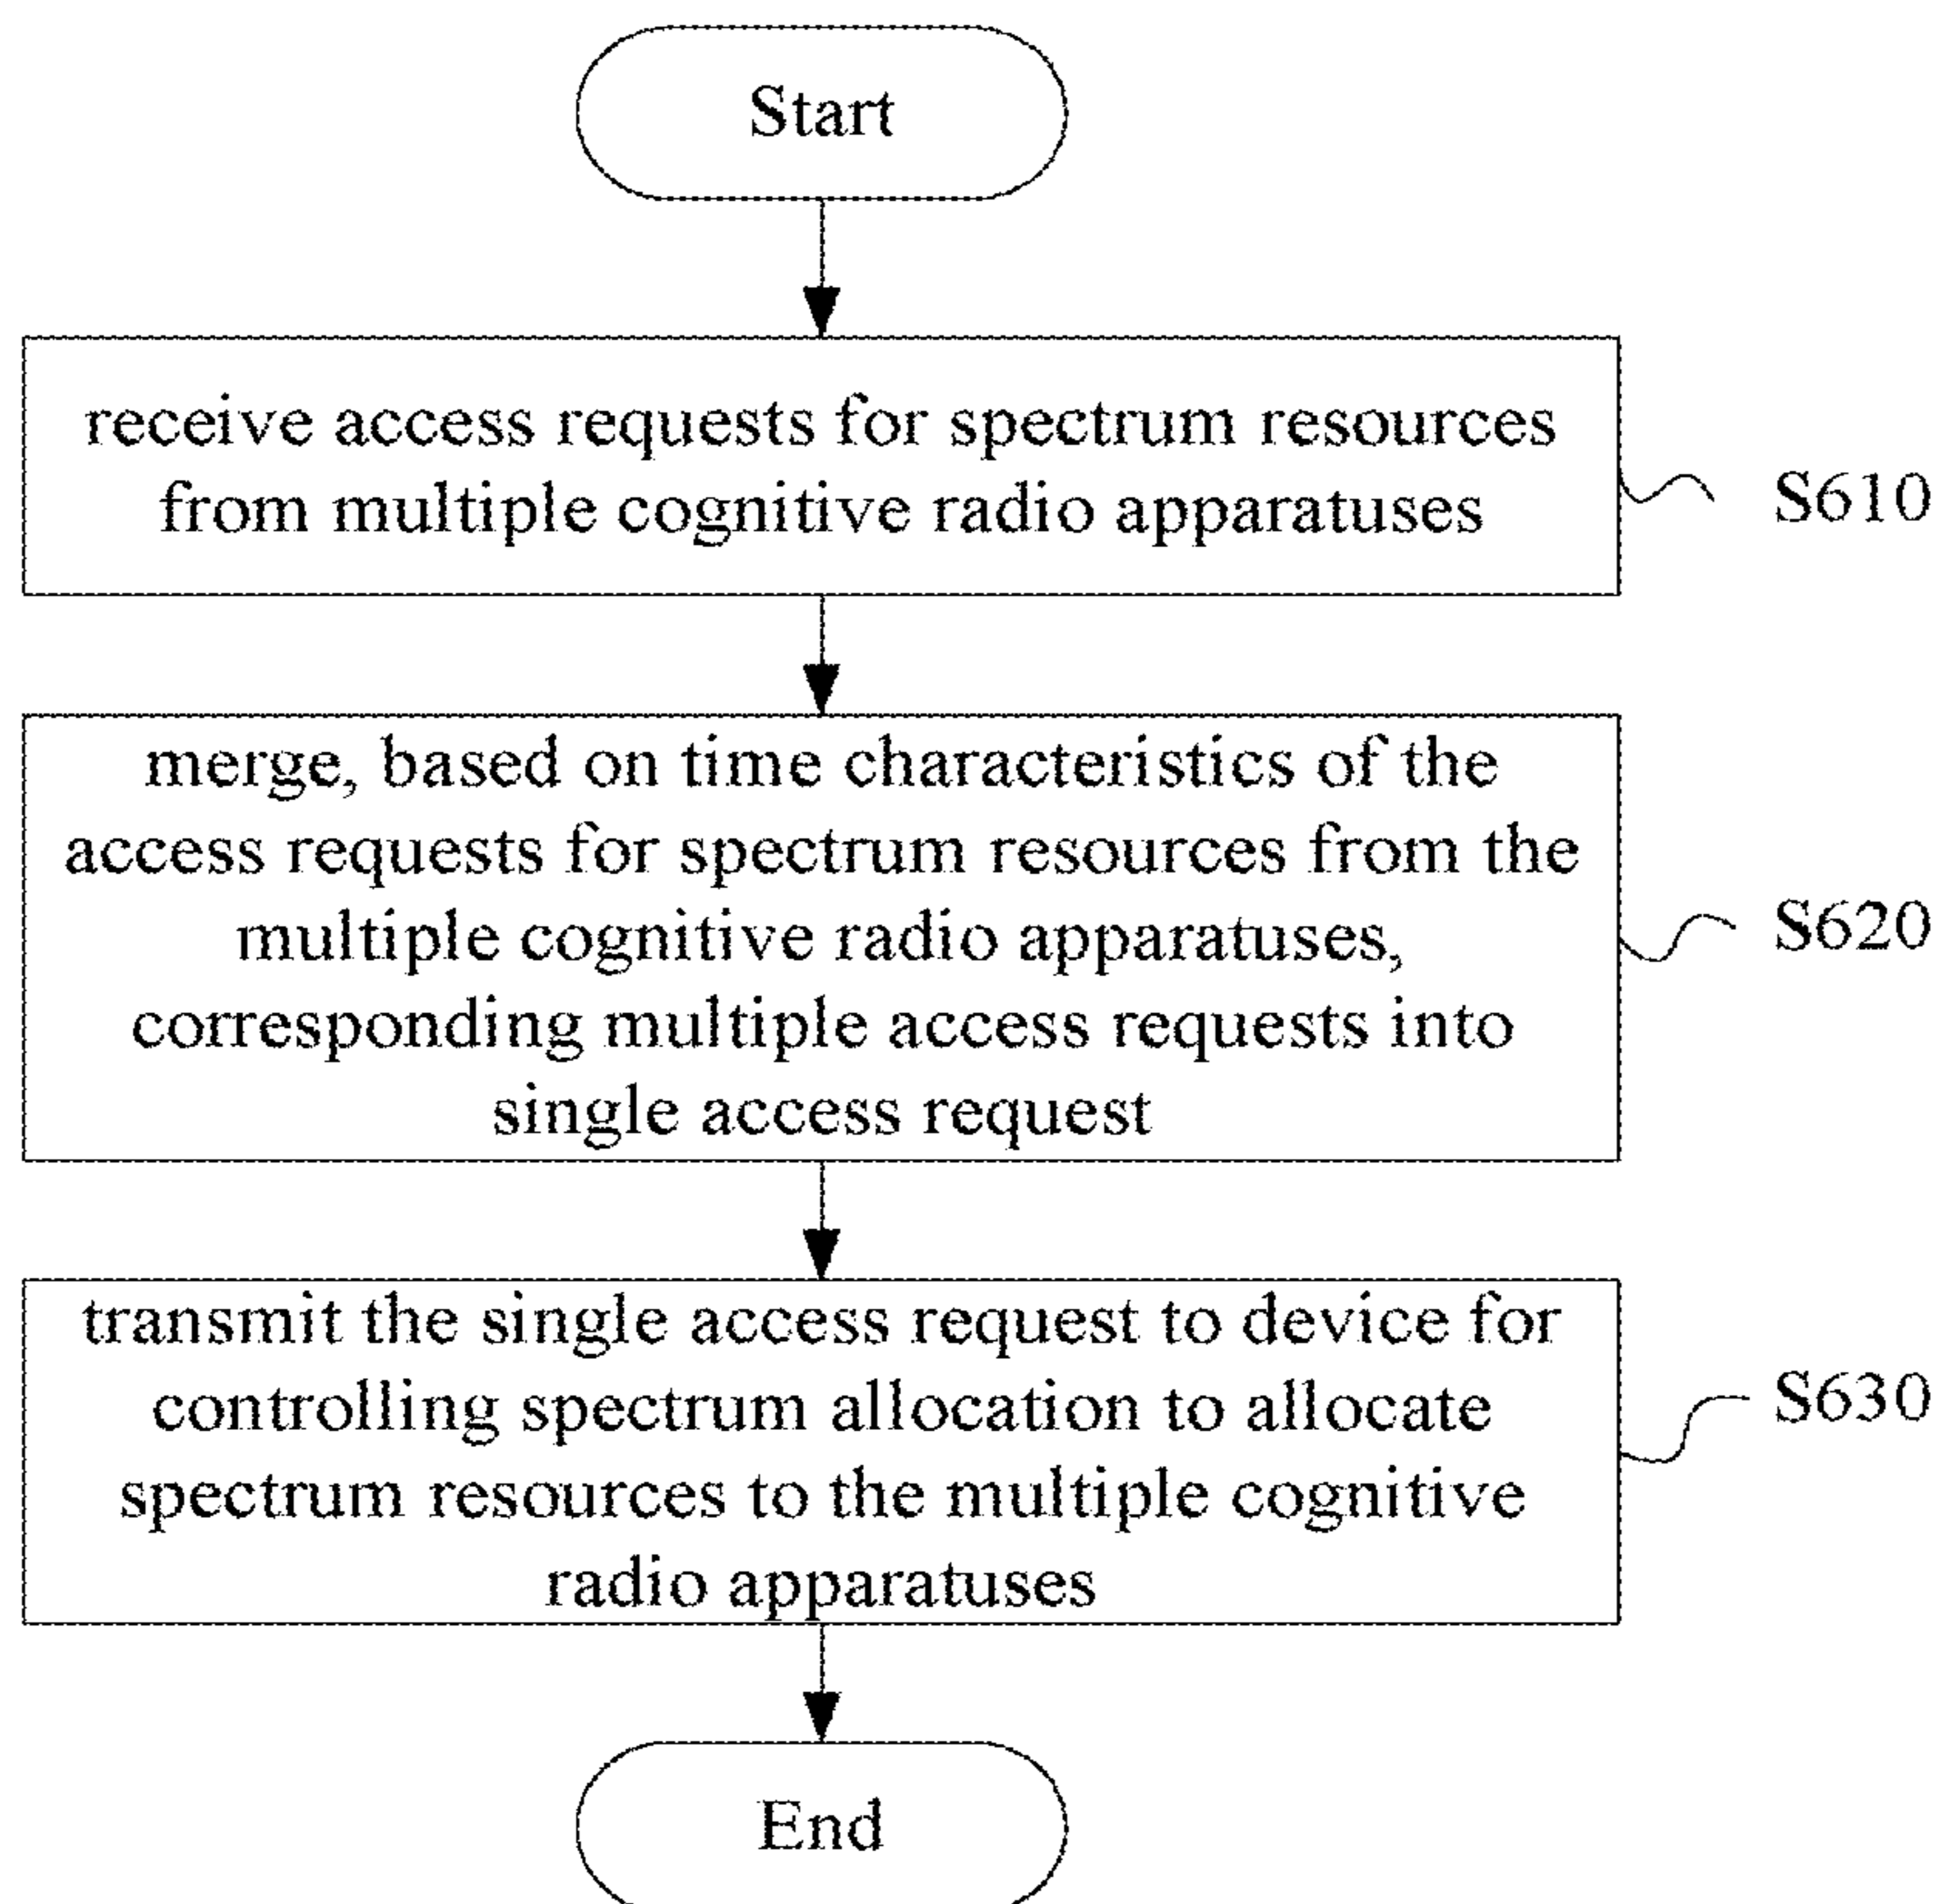 Start
receive access requests for spectrum resources
from multiple cognitive radio apparatuses
S610
merge, based on time characteristics of the
access requests for spectrum resources from the
multiple cognitive radio apparatuses,
corresponding multiple access requests into
single access request
S620
transmit the single access request to device for
controlling spectrum allocation to allocate
spectrum resources to the multiple cognitive
radio apparatuses
S630
End